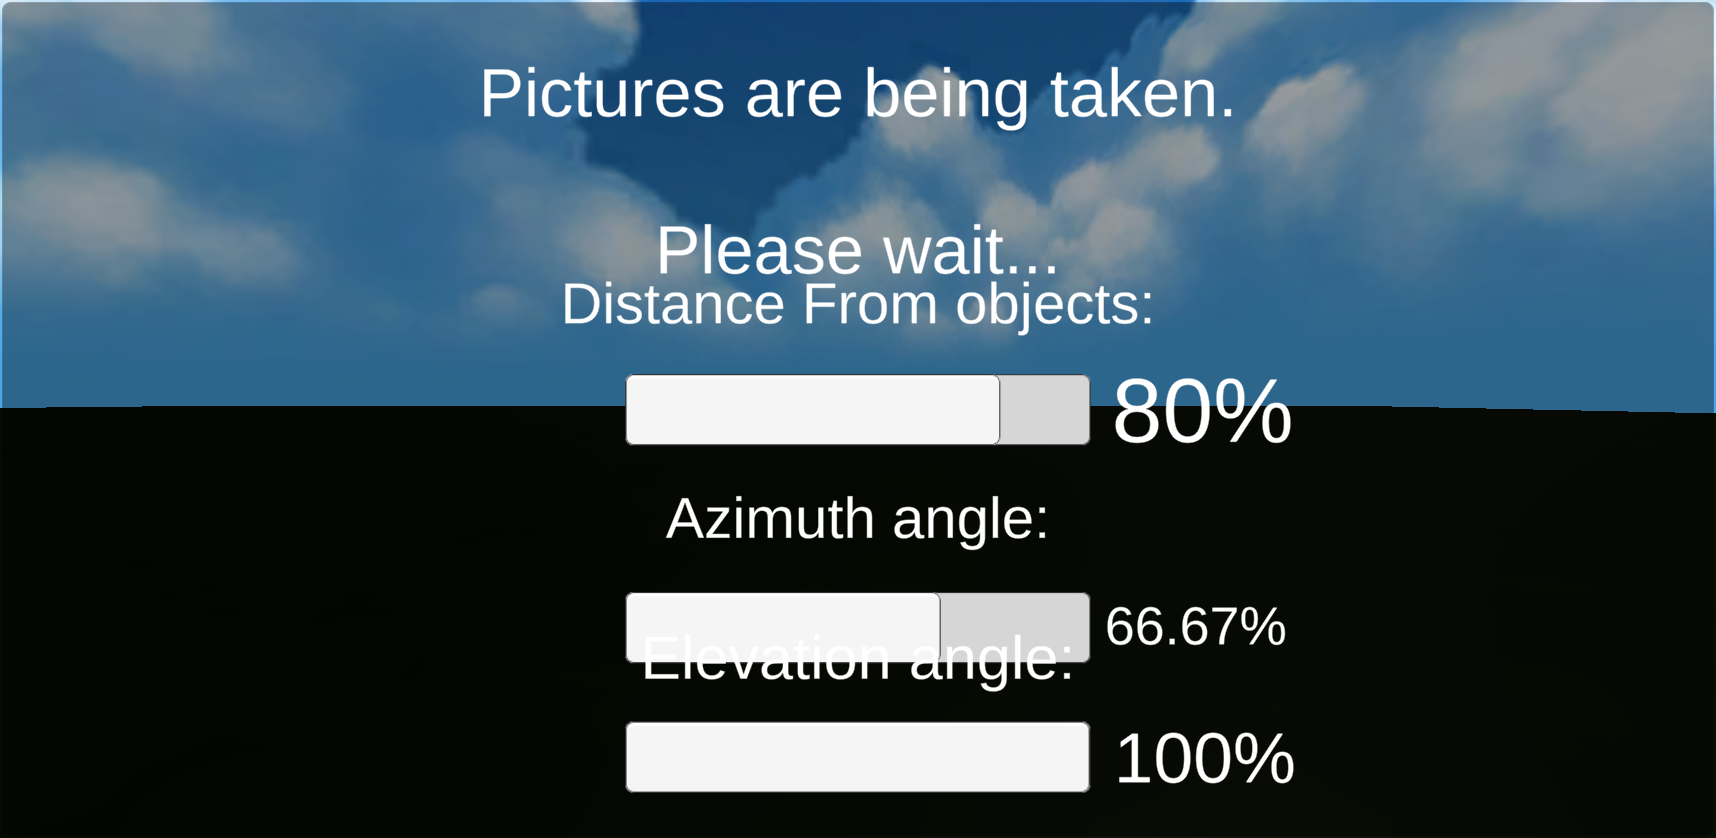 Pictures are being taken.
Please wait...
Distance From objects:
80%
Azimuth angle:
66.67%
Elevation angle:
100%